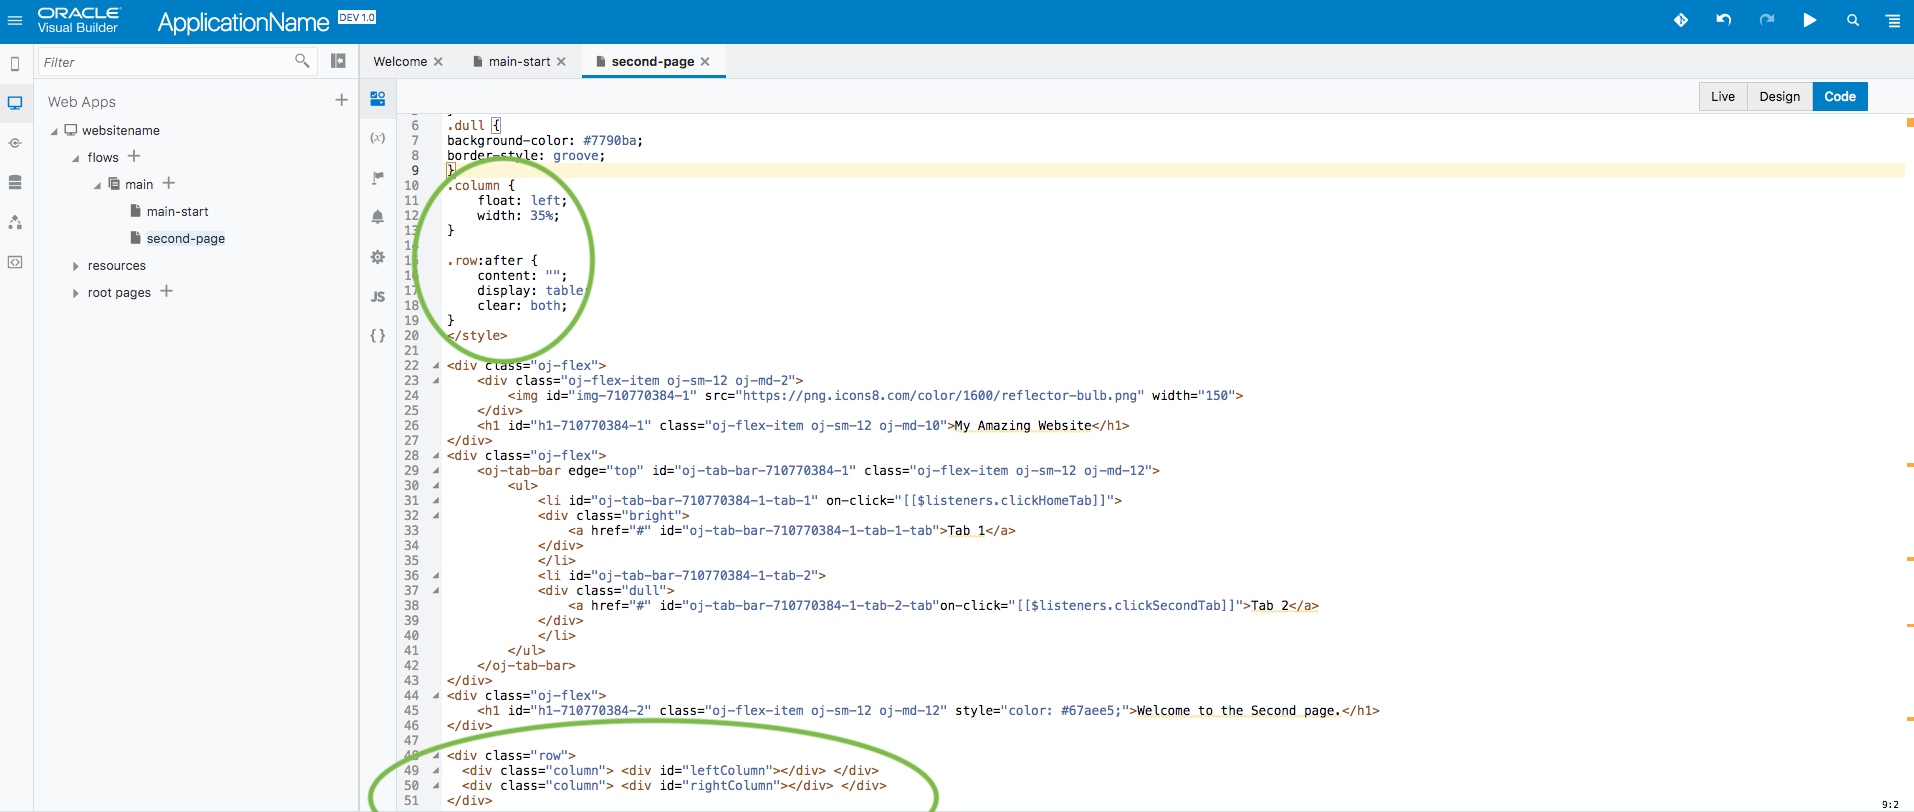 ORACLE
Visual Builder
ApplicationName DEV 1.0
Filter
Welcome
main-start
second-page
Web Apps
websitename
flows
main
main-start
second-page
resources
root pages
(x)
JS
{ }
Live
Design
Code
6 .dull {
7 background-color: #7790ba;
8 border-style: groove;
9 }
10 .column {
11 float: left;
12 width: 35%;
13 }
14
15 .row:after {
16 content: "";
17 display: table;
18 clear: both;
19 }
20 </style>
21
22 <div class="oj-flex">
23 <div class="oj-flex-item oj-sm-12 oj-md-2">
24 <img id="img-710770384-1" src="https://png.icons8.com/color/1600/reflector-bulb.png" width="150">
25 </div>
26 <h1 id="h1-710770384-1" class="oj-flex-item oj-sm-12 oj-md-10">My Amazing Website</h1>
27 </div>
28 <div class="oj-flex">
29 <oj-tab-bar edge="top" id="oj-tab-bar-710770384-1" class="oj-flex-item oj-sm-12 oj-md-12">
30 <ul>
31 <li id="oj-tab-bar-710770384-1-tab-1" on-click="[[$listeners.clickHomeTab]]">
32 <div class="bright">
33 <a href="#" id="oj-tab-bar-710770384-1-tab-1-tab">Tab 1</a>
34 </div>
35 </li>
36 <li id="oj-tab-bar-710770384-1-tab-2">
37 <div class="dull">
38 <a href="#" id="oj-tab-bar-710770384-1-tab-2-tab"on-click="[[$listeners.clickSecondTab]]">Tab 2</a>
39 </div>
40 </li>
41 </ul>
42 </oj-tab-bar>
43 </div>
44 <div class="oj-flex">
45 <h1 id="h1-710770384-2" class="oj-flex-item oj-sm-12 oj-md-12" style="color: #67aee5;">Welcome to the Second page.</h1>
46 </div>
47
48 <div class="row">
49 <div class="column"> <div id="leftColumn"></div> </div>
50 <div class="column"> <div id="rightColumn"></div> </div>
51 </div>
9:2